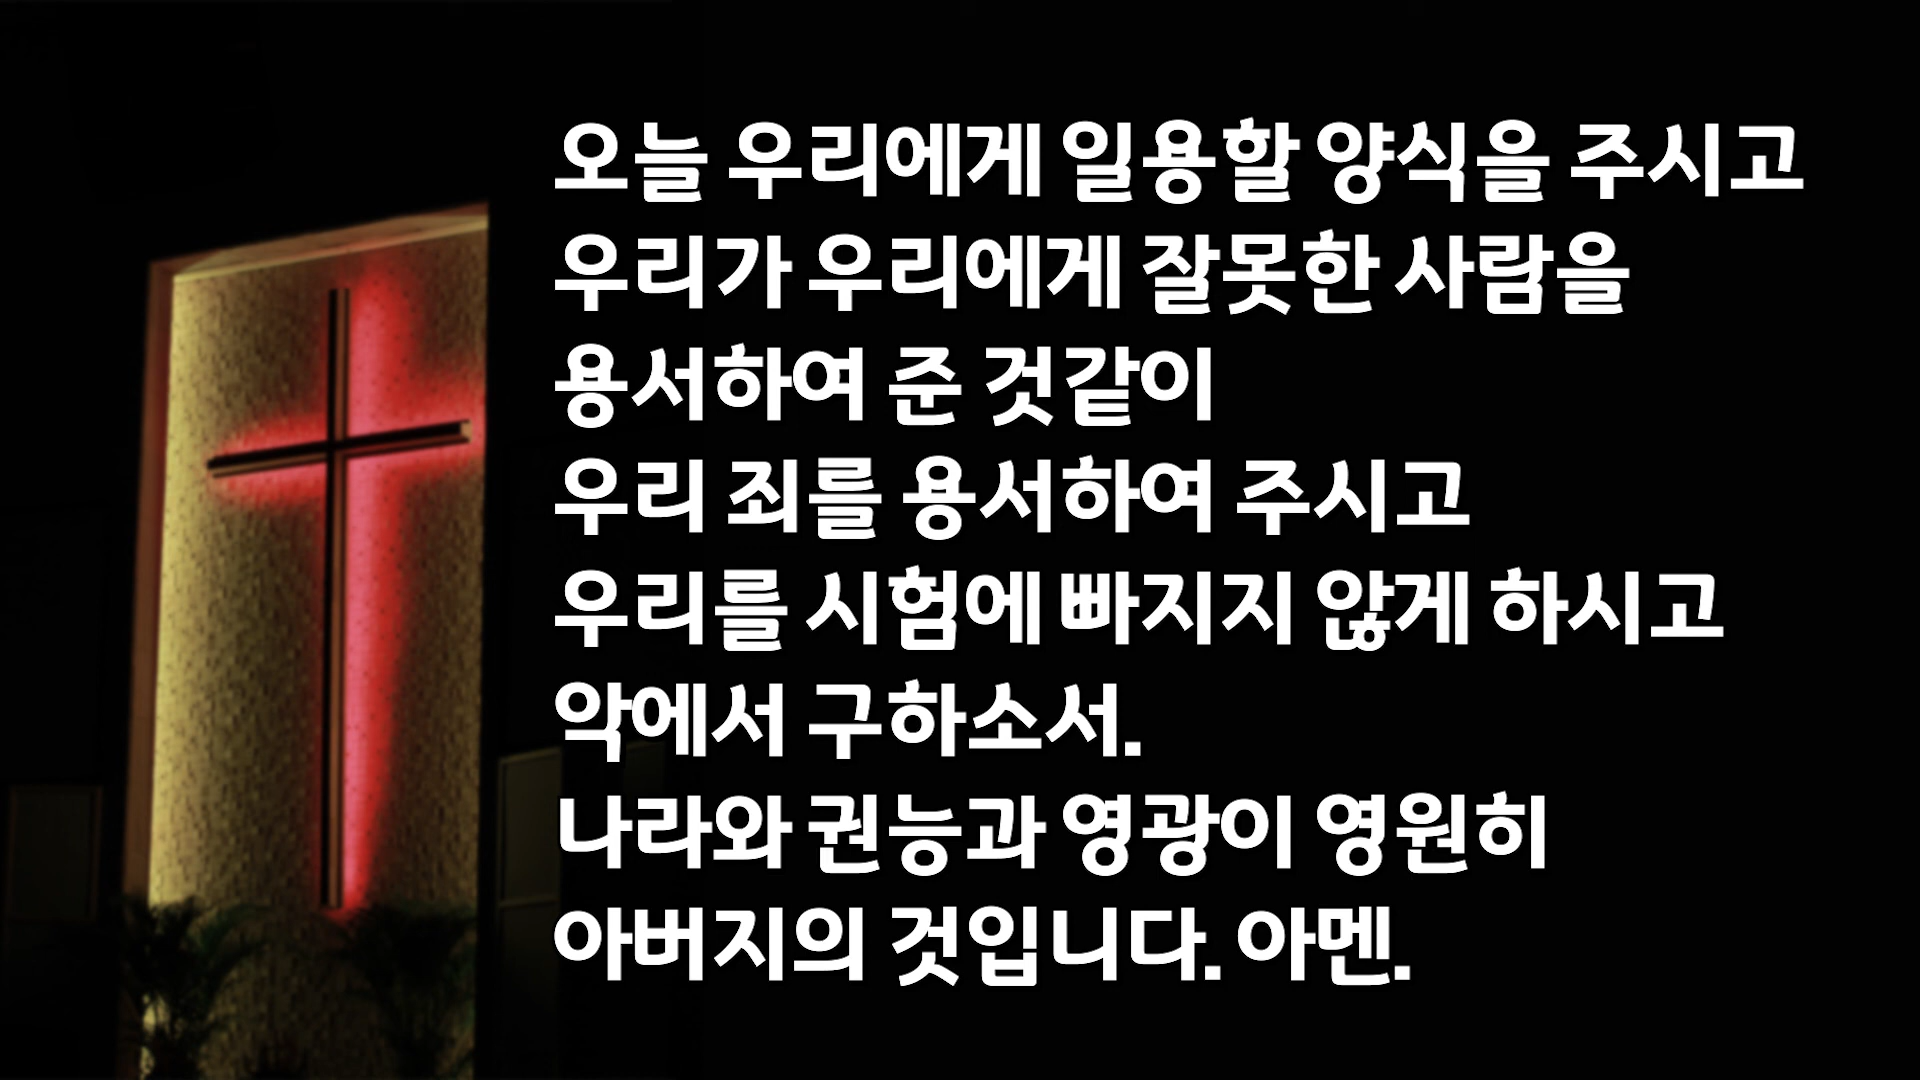 오늘 우리에게 일용할 양식을 주시고
우리가 우리에게 잘못한 사람을
용서하여 준 것같이
우리 죄를 용서하여 주시고
우리를 시험에 빠지지 않게 하시고
악에서 구하소서.
나라와 권능과 영광이 영원히
아버지의 것입니다. 아멘.